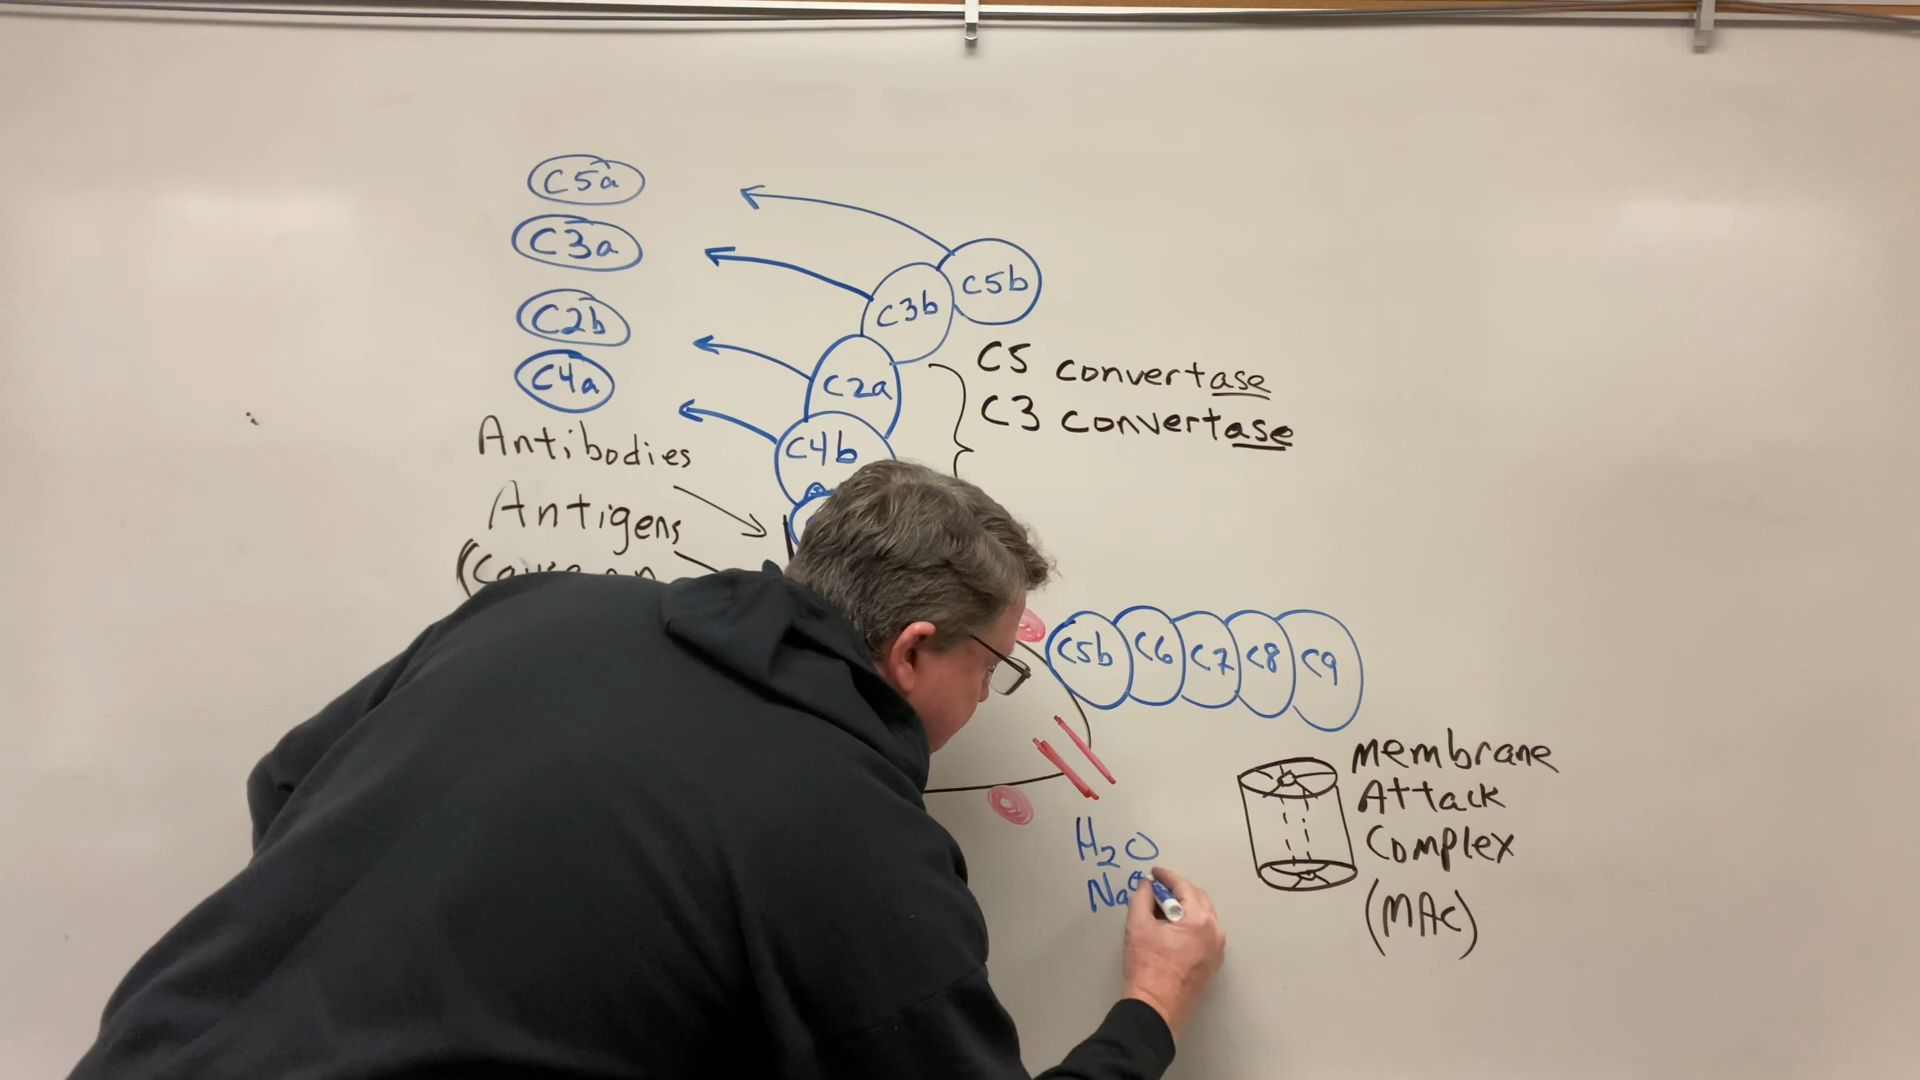 C5a
C3a
C2b
C4a
C5b
C3b
C2a
C4b
C5 convertase
C3 convertase
Antibodies
Antigens
C5b C6 C7 C8 C9
Membrane
Attack
Complex
(MAC)
H2O
Na